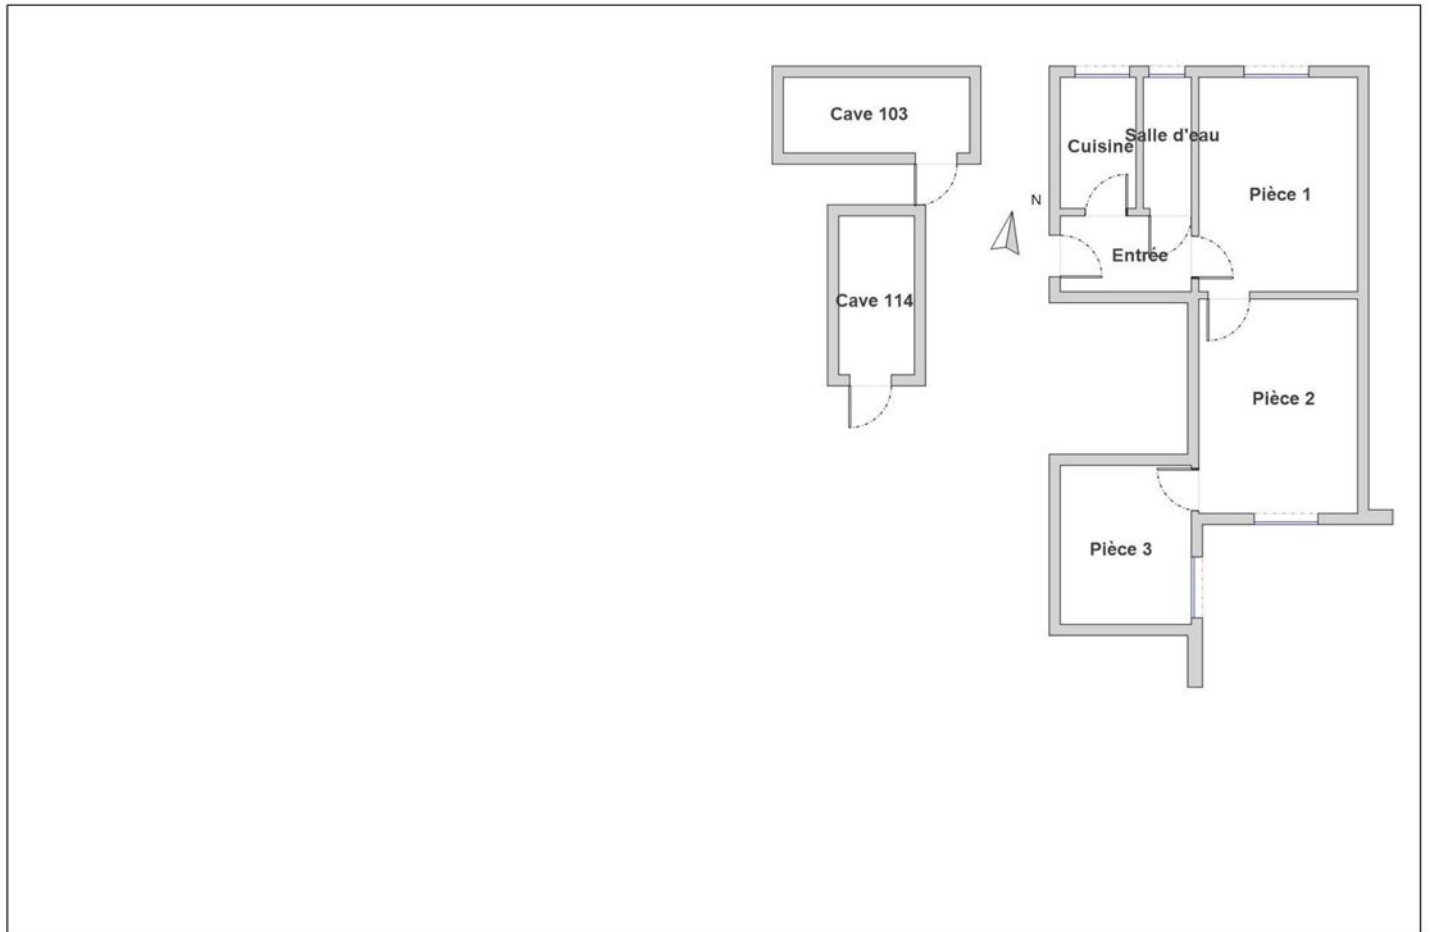 Cave 103
Cuisine
Salle d'eau
Pièce 1
N
Entrée
Cave 114
Pièce 2
Pièce 3